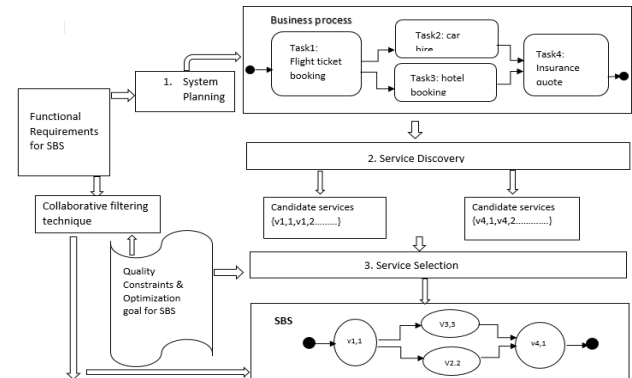 Business process
Task1:
Flight ticket
booking
Task2: car
hire
Task3: hotel
booking
Task4:
Insurance
quote
1. System
Planning
Functional
Requirements
for SBS
2. Service Discovery
Collaborative filtering
technique
Candidate services
{v1,1,v1,2.........}
Candidate services
{v4,1,v4,2..............}
Quality
Constraints &
Optimization
goal for SBS
3. Service Selection
SBS
v1,1
v3,3
v2.2
v4,1